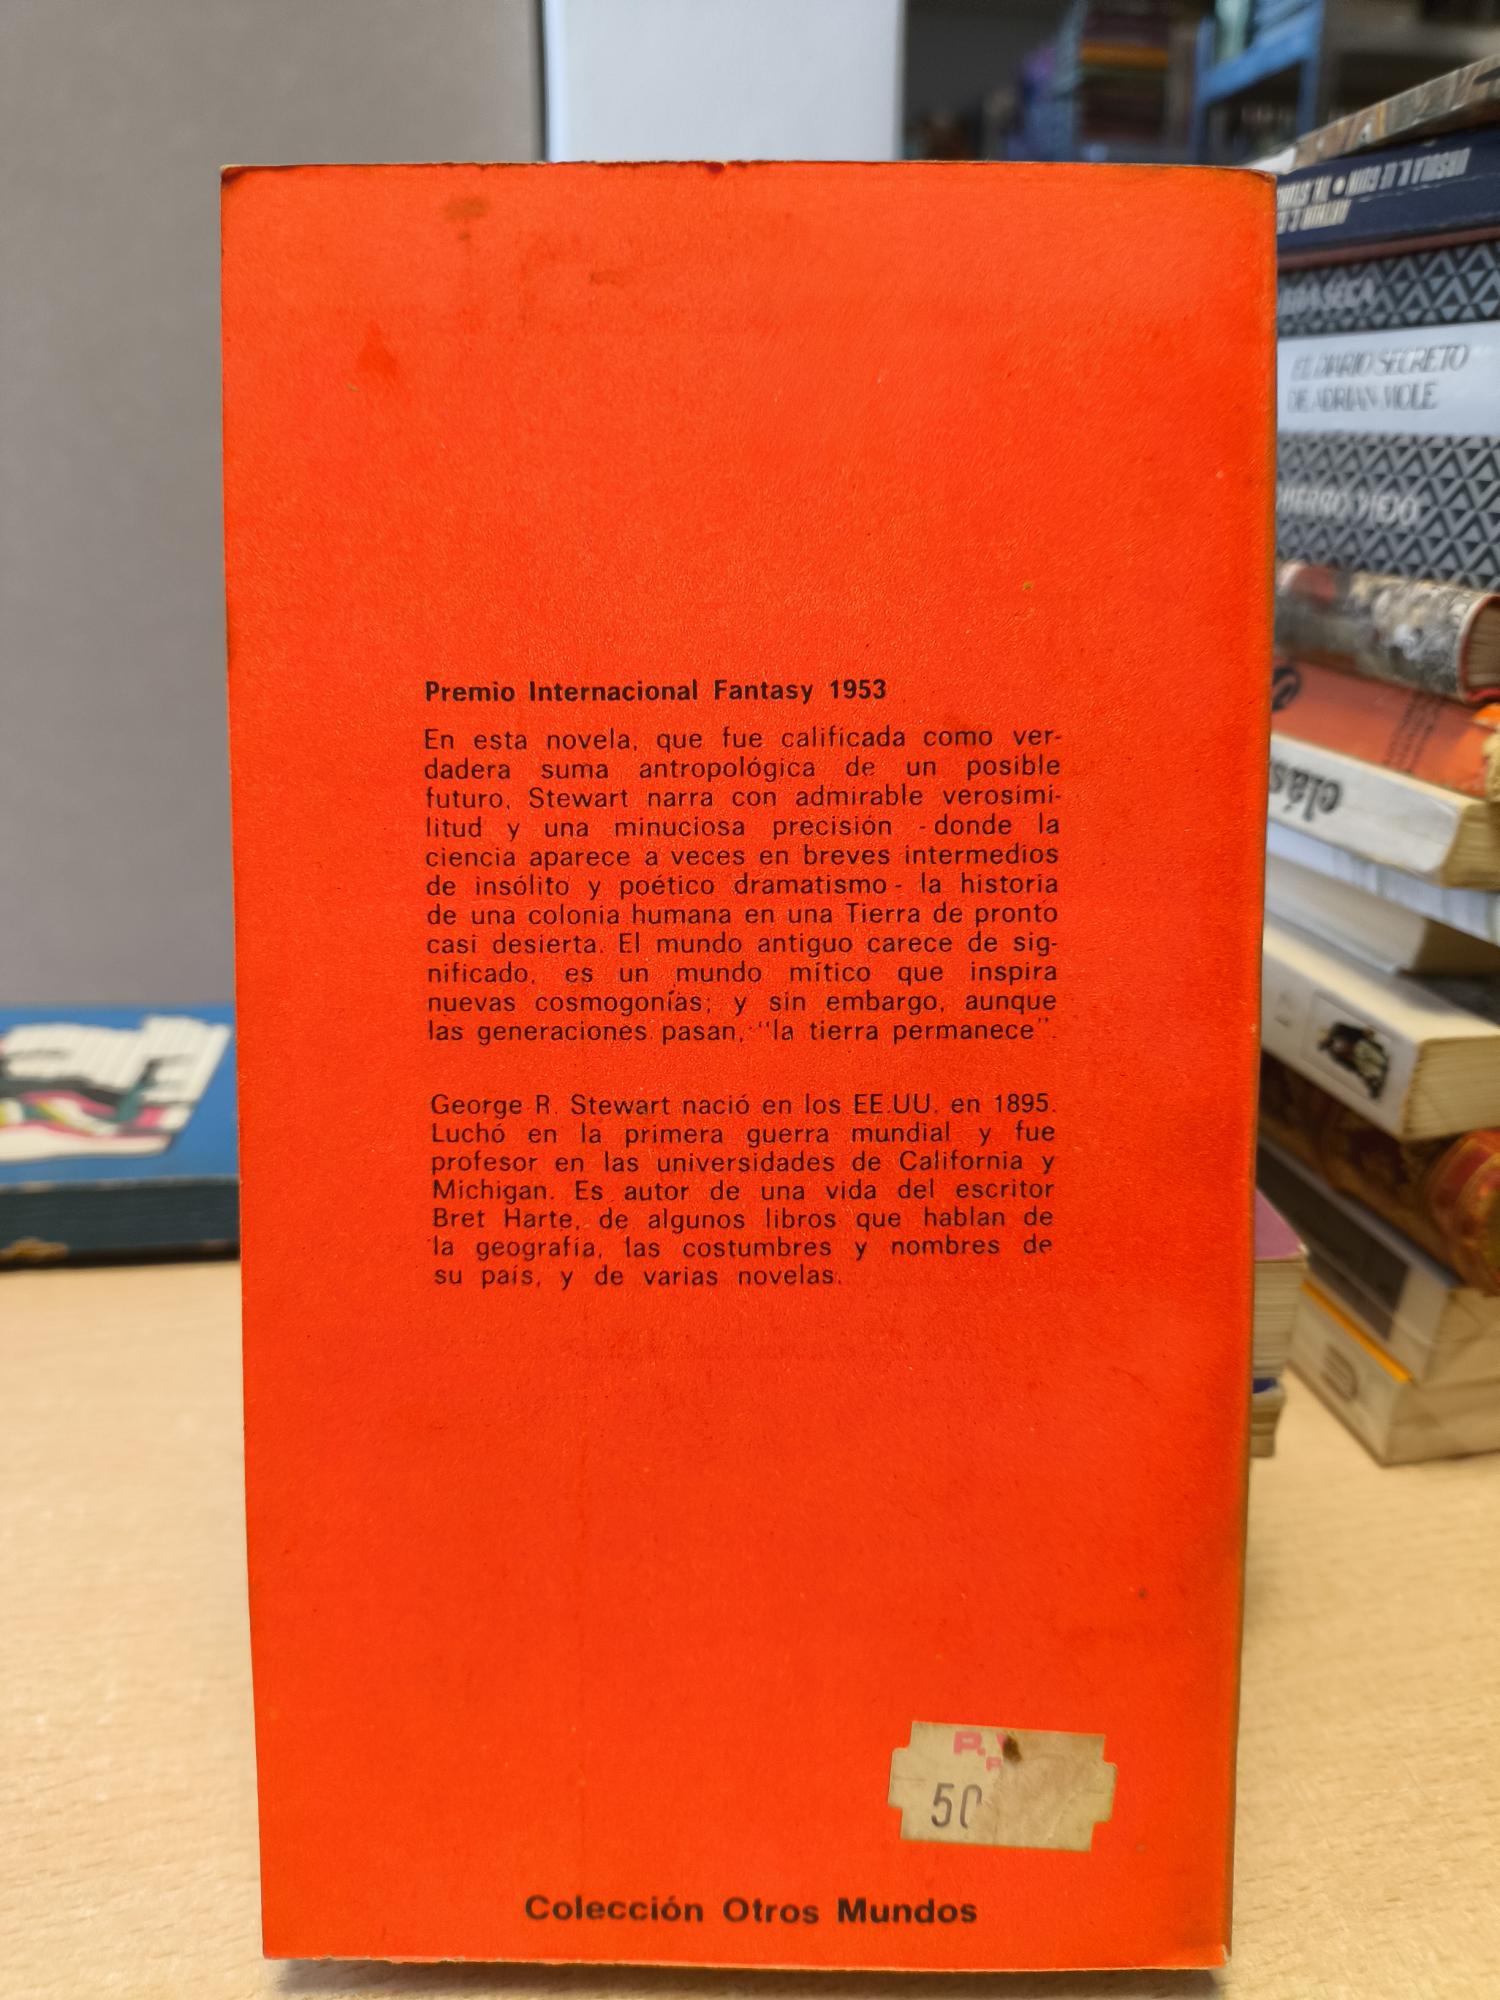 Premio Internacional Fantasy 1953
En esta novela, que fue calificada como ver-
dadera suma antropológica de un posible
futuro, Stewart narra con admirable verosimi-
litud y una minuciosa precisión -donde la
ciencia aparece a veces en breves intermedios
de insólito y poético dramatismo- la historia
de una colonia humana en una Tierra de pronto
casi desierta. El mundo antiguo carece de sig-
nificado, es un mundo mítico que inspira
nuevas cosmogonías; y sin embargo, aunque
las generaciones pasan, "la tierra permanece".
George R. Stewart nació en los EE.UU. en 1895.
Luchó en la primera guerra mundial y fue
profesor en las universidades de California y
Michigan. Es autor de una vida del escritor
Bret Harte, de algunos libros que hablan de
la geografía, las costumbres y nombres de
su país, y de varias novelas.
50
Colección Otros Mundos
EL DIARIO SECRETO
DE ADRIAN MOLE
HIERRO VIEJO
clás